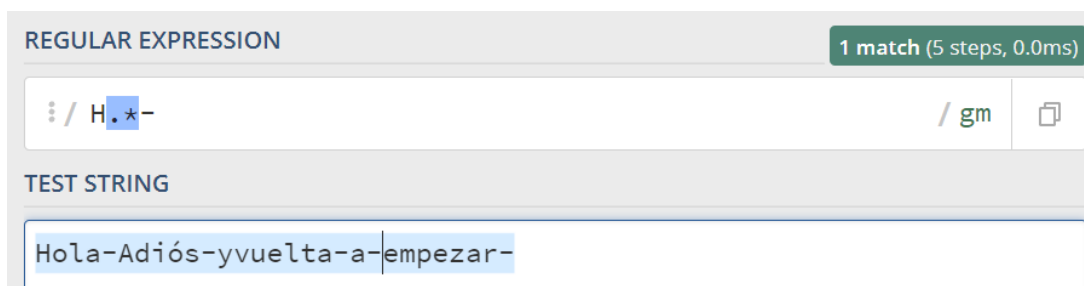 REGULAR EXPRESSION
1 match (5 steps, 0.0ms)
/ H.*- / gm
TEST STRING
Hola-Adiós-yvuelta-a-empezar-